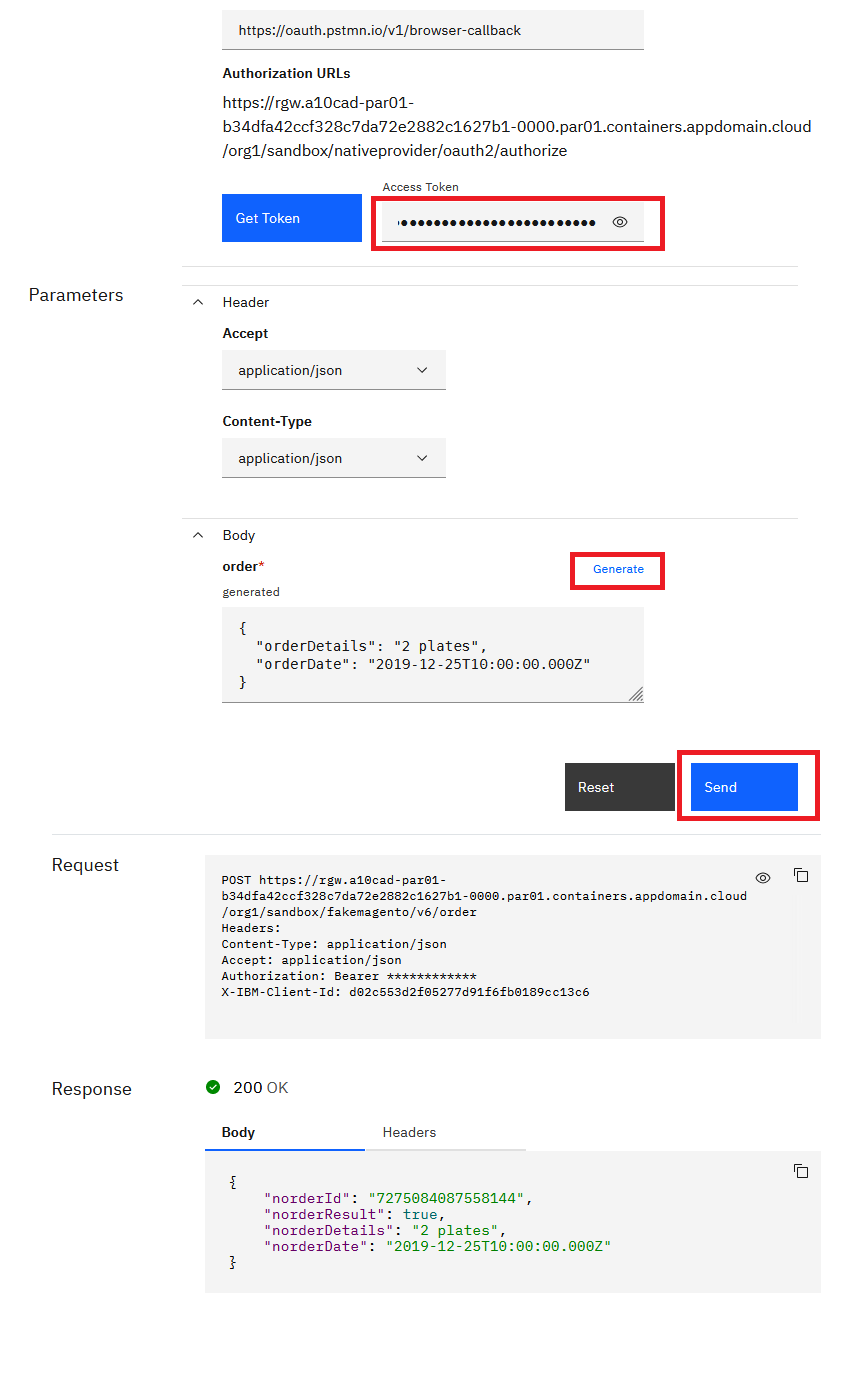 https://oauth.pstmn.io/v1/browser-callback
Authorization URLs
https://rgw.a10cad-par01-
b34dfa42ccf328c7da72e2882c1627b1-0000.par01.containers.appdomain.cloud
/org1/sandbox/nativeprovider/oauth2/authorize
Access Token
Get Token
••••••••••••••••••••••••
Parameters
Header
Accept
application/json
Content-Type
application/json
Body
order*
Generate
generated
{
  "orderDetails": "2 plates",
  "orderDate": "2019-12-25T10:00:00.000Z"
}
Reset
Send
Request
POST https://rgw.a10cad-par01-
b34dfa42ccf328c7da72e2882c1627b1-0000.par01.containers.appdomain.cloud
/org1/sandbox/fakemagento/v6/order
Headers:
Content-Type: application/json
Accept: application/json
Authorization: Bearer ************
X-IBM-Client-Id: d02c553d2f05277d91f6fb0189cc13c6
Response
200 OK
Body
Headers
{
    "norderId": "7275084087558144",
    "norderResult": true,
    "norderDetails": "2 plates",
    "norderDate": "2019-12-25T10:00:00.000Z"
}